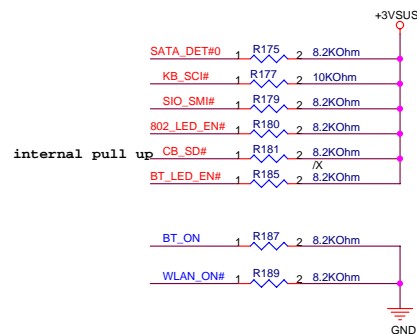 +3VSUS
SATA_DET#0 1 R175 2 8.2KOhm
KB_SCI# 1 R177 2 10KOhm
SIO_SMI# 1 R179 2 8.2KOhm
802_LED_EN# 1 R180 2 8.2KOhm
internal pull up CB_SD# 1 R181 2 8.2KOhm
/X
BT_LED_EN# 1 R185 2 8.2KOhm
BT_ON 1 R187 2 8.2KOhm
WLAN_ON# 1 R189 2 8.2KOhm
GND